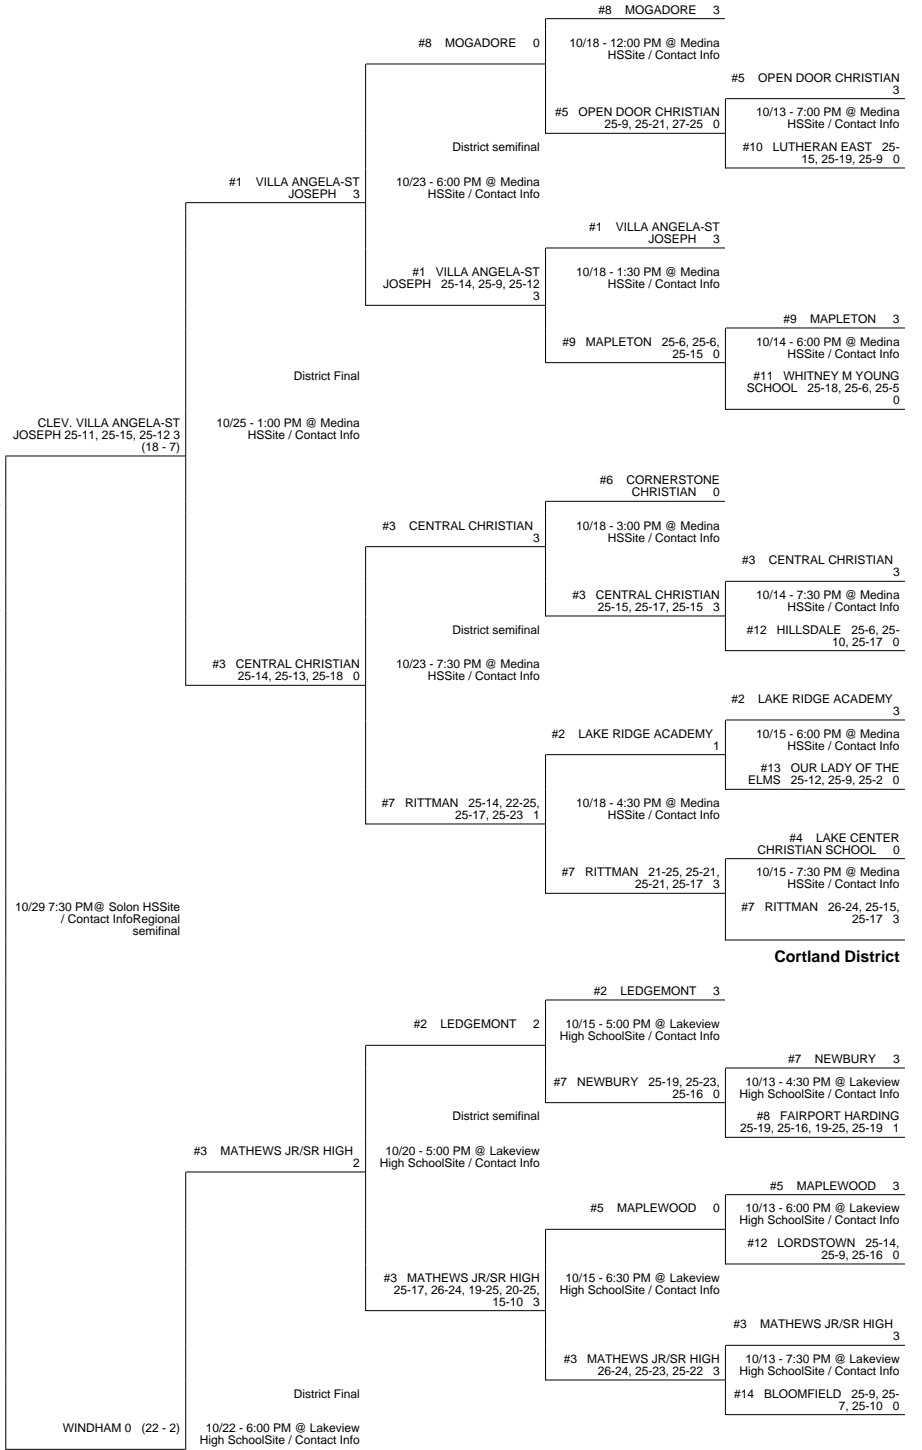 #8 MOGADORE 3
#8 MOGADORE 0
10/18 - 12:00 PM @ Medina
HSSite / Contact Info
#5 OPEN DOOR CHRISTIAN
3
#5 OPEN DOOR CHRISTIAN
25-9, 25-21, 27-25 0
10/13 - 7:00 PM @ Medina
HSSite / Contact Info
District semifinal
#10 LUTHERAN EAST 25-
15, 25-19, 25-9 0
#1 VILLA ANGELA-ST
JOSEPH 3
10/23 - 6:00 PM @ Medina
HSSite / Contact Info
#1 VILLA ANGELA-ST
JOSEPH 3
#1 VILLA ANGELA-ST
JOSEPH 25-14, 25-9, 25-12
3
10/18 - 1:30 PM @ Medina
HSSite / Contact Info
#9 MAPLETON 3
#9 MAPLETON 25-6, 25-6,
25-15 0
10/14 - 6:00 PM @ Medina
HSSite / Contact Info
District Final
#11 WHITNEY M YOUNG
SCHOOL 25-18, 25-6, 25-5
0
CLEV. VILLA ANGELA-ST
JOSEPH 25-11, 25-15, 25-12 3
(18 - 7)
10/25 - 1:00 PM @ Medina
HSSite / Contact Info
#6 CORNERSTONE
CHRISTIAN 0
#3 CENTRAL CHRISTIAN
3
10/18 - 3:00 PM @ Medina
HSSite / Contact Info
#3 CENTRAL CHRISTIAN
3
#3 CENTRAL CHRISTIAN
25-15, 25-17, 25-15 3
10/14 - 7:30 PM @ Medina
HSSite / Contact Info
District semifinal
#12 HILLSDALE 25-6, 25-
10, 25-17 0
#3 CENTRAL CHRISTIAN
25-14, 25-13, 25-18 0
10/23 - 7:30 PM @ Medina
HSSite / Contact Info
#2 LAKE RIDGE ACADEMY
3
#2 LAKE RIDGE ACADEMY
1
10/15 - 6:00 PM @ Medina
HSSite / Contact Info
#13 OUR LADY OF THE
ELMS 25-12, 25-9, 25-2 0
#7 RITTMAN 25-14, 22-25,
25-17, 25-23 1
10/18 - 4:30 PM @ Medina
HSSite / Contact Info
#4 LAKE CENTER
CHRISTIAN SCHOOL 0
#7 RITTMAN 21-25, 25-21,
25-21, 25-17 3
10/15 - 7:30 PM @ Medina
HSSite / Contact Info
10/29 7:30 PM@ Solon HSSite
/ Contact InfoRegional
semifinal
#7 RITTMAN 26-24, 25-15,
25-17 3
Cortland District
#2 LEDGEMONT 3
#2 LEDGEMONT 2
10/15 - 5:00 PM @ Lakeview
High SchoolSite / Contact Info
#7 NEWBURY 3
#7 NEWBURY 25-19, 25-23,
25-16 0
10/13 - 4:30 PM @ Lakeview
High SchoolSite / Contact Info
District semifinal
#8 FAIRPORT HARDING
25-19, 25-16, 19-25, 25-19 1
#3 MATHEWS JR/SR HIGH
2
10/20 - 5:00 PM @ Lakeview
High SchoolSite / Contact Info
#5 MAPLEWOOD 3
#5 MAPLEWOOD 0
10/13 - 6:00 PM @ Lakeview
High SchoolSite / Contact Info
#12 LORDSTOWN 25-14,
25-9, 25-16 0
#3 MATHEWS JR/SR HIGH
25-17, 26-24, 19-25, 20-25,
15-10 3
10/15 - 6:30 PM @ Lakeview
High SchoolSite / Contact Info
#3 MATHEWS JR/SR HIGH
3
#3 MATHEWS JR/SR HIGH
26-24, 25-23, 25-22 3
10/13 - 7:30 PM @ Lakeview
High SchoolSite / Contact Info
District Final
#14 BLOOMFIELD 25-9, 25-
7, 25-10 0
WINDHAM 0 (22 - 2)
10/22 - 6:00 PM @ Lakeview
High SchoolSite / Contact Info